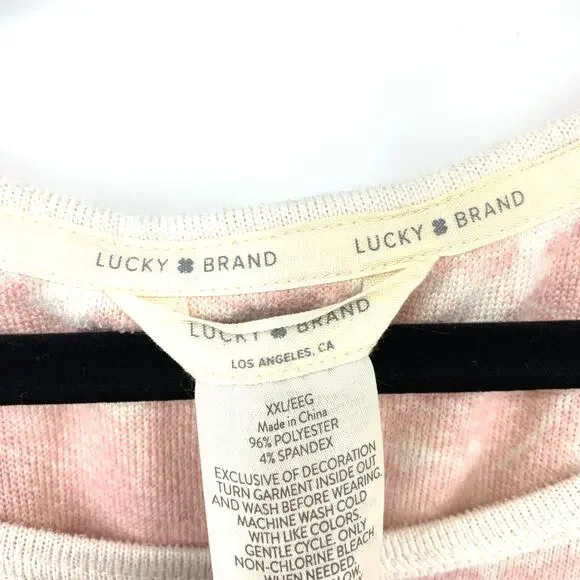 LUCKY BRAND
LUCKY BRAND
LUCKY BRAND
LOS ANGELES, CA
XXL/EEG
Made in China
96% POLYESTER
4% SPANDEX
EXCLUSIVE OF DECORATION
TURN GARMENT INSIDE OUT
AND WASH BEFORE WEARING.
MACHINE WASH COLD
WITH LIKE COLORS.
GENTLE CYCLE. ONLY
NON-CHLORINE BLEACH
WHEN NEEDED.